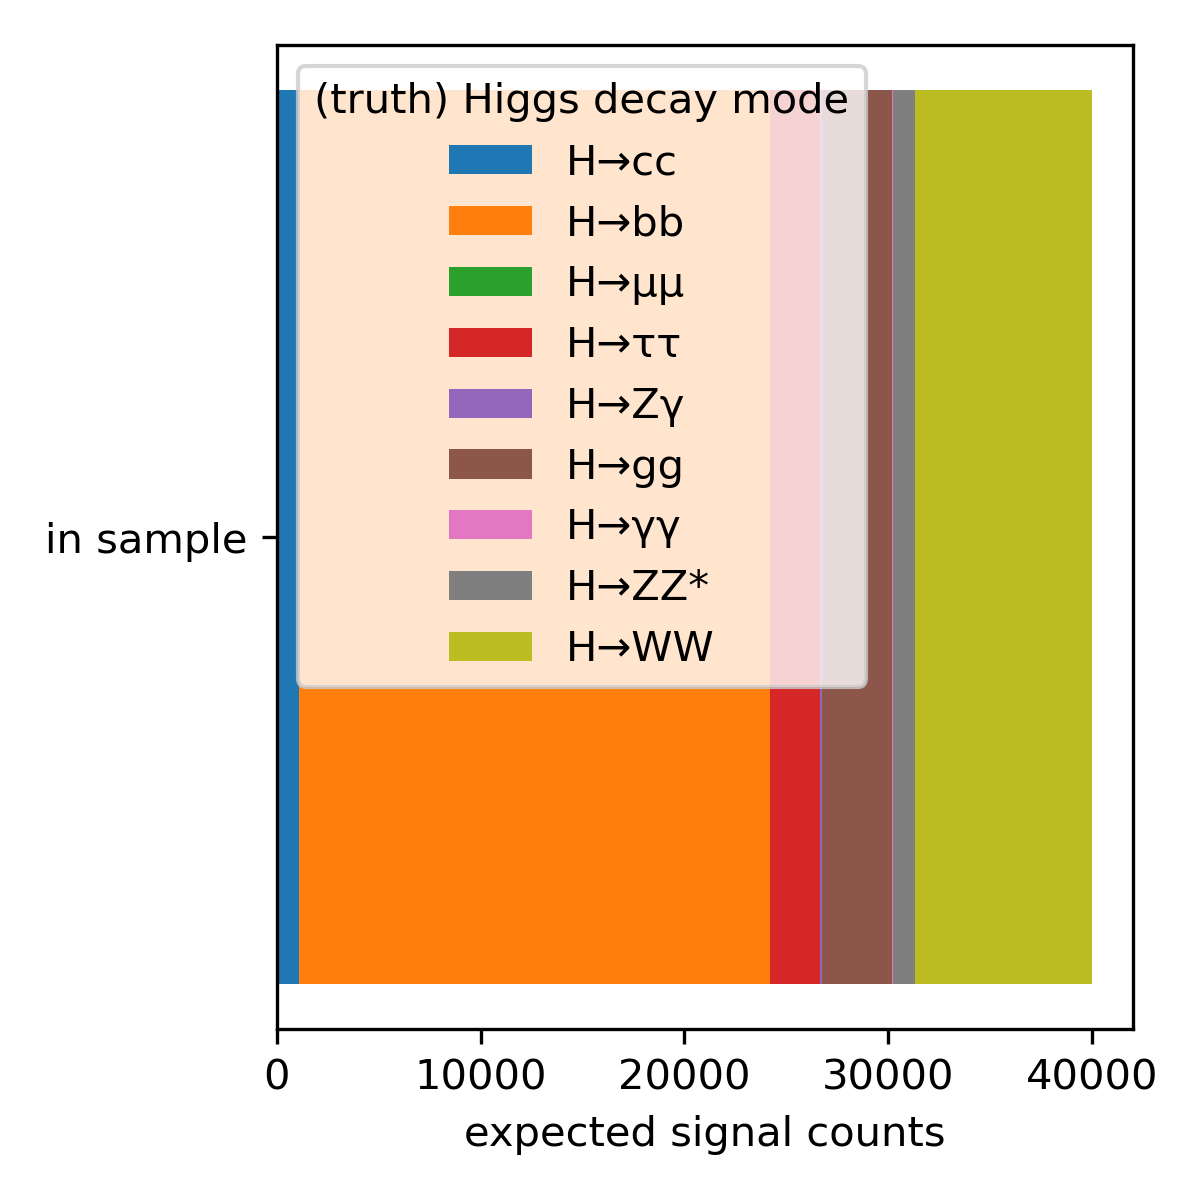 (truth) Higgs decay mode
H→cc
H→bb
H→μμ
H→ττ
H→Zγ
H→gg
H→γγ
H→ZZ*
H→WW
in sample
0 10000 20000 30000 40000
expected signal counts